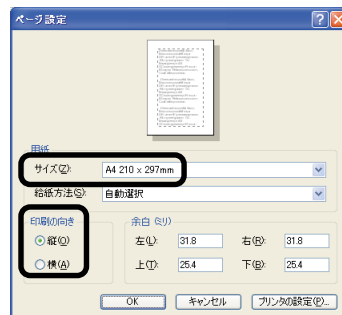 ページ設定
用紙
サイズ(Z): A4 210 x 297mm
給紙方法(S): 自動選択
印刷の向き 余白(ミリ)
縦(O) 左(L): 31.8 右(R): 31.8
横(A) 上(T): 25.4 下(B): 25.4
OK キャンセル プリンタの設定(P)...